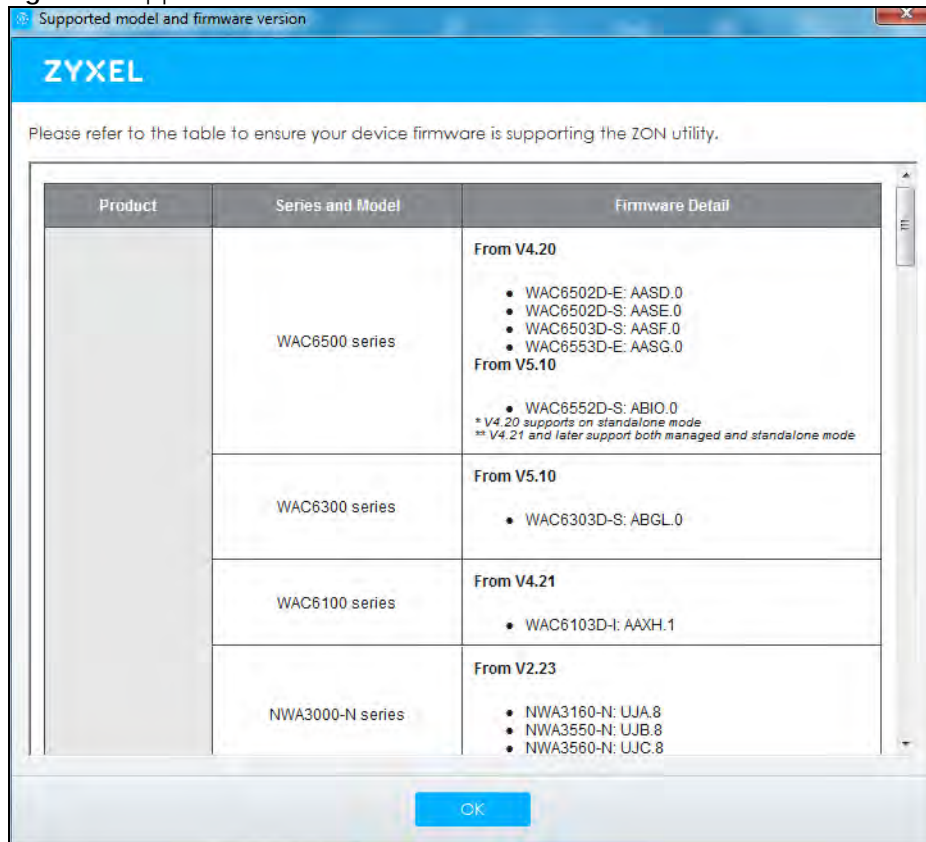 Supported model and firmware version
ZYXEL
Please refer to the table to ensure your device firmware is supporting the ZON utility.
Product Series and Model Firmware Detail
WAC6500 series
From V4.20
• WAC6502D-E: AASD.0
• WAC6502D-S: AASE.0
• WAC6503D-S: AASF.0
• WAC6553D-E: AASG.0
From V5.10
• WAC6552D-S: ABIO.0
* V4.20 supports on standalone mode
** V4.21 and later support both managed and standalone mode
WAC6300 series
From V5.10
• WAC6303D-S: ABGL.0
WAC6100 series
From V4.21
• WAC6103D-I: AAXH.1
NWA3000-N series
From V2.23
• NWA3160-N: UJA.8
• NWA3550-N: UJB.8
• NWA3560-N: UJC.8
OK